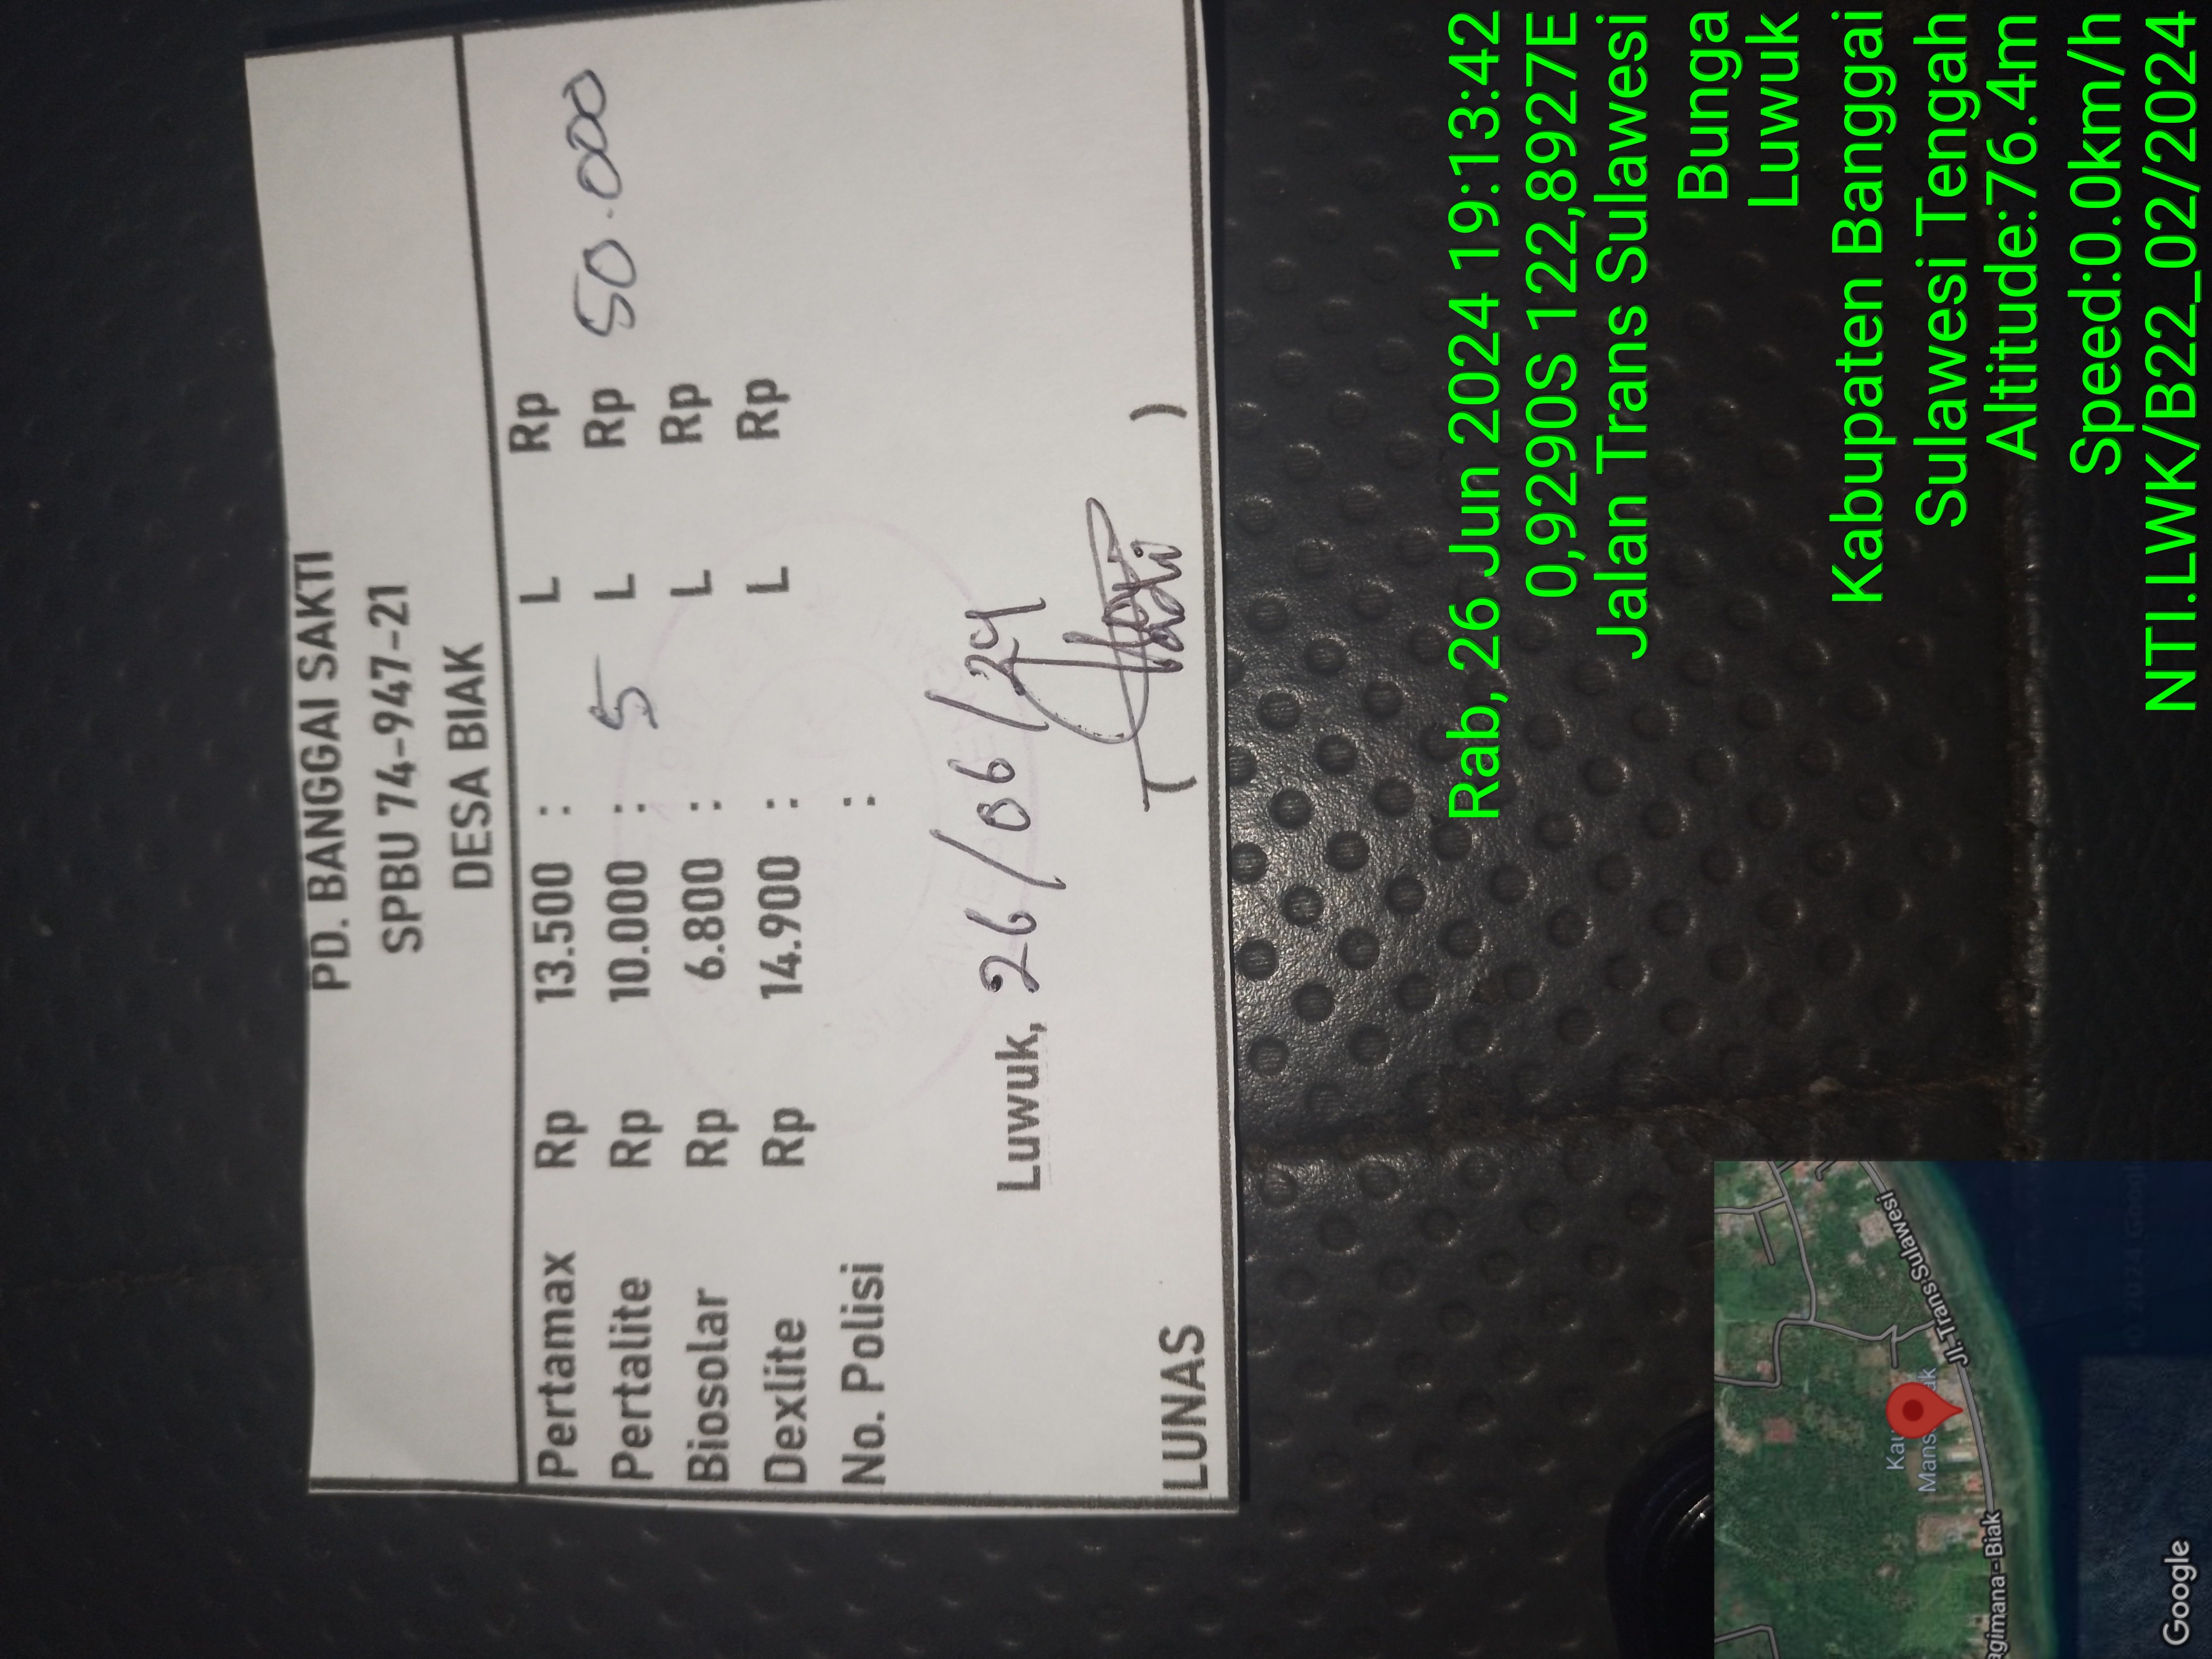 PD. BANGGAI SAKTI
SPBU 74-947-21
DESA BIAK
Pertamax Rp 13.500 : L Rp
Pertalite Rp 10.000 : 5 L Rp 50.000
Biosolar Rp 6.800 : L Rp
Dexlite Rp 14.900 : L Rp
No. Polisi :
Luwuk, 26/06/24
LUNAS ( )
Rab, 26 Jun 2024 19:13:42
0,92290S 122,8927E
Jalan Trans Sulawesi
Bunga
Luwuk
Kabupaten Banggai
Sulawesi Tengah
Altitude:76.4m
Speed:0.0km/h
NTI.LWK/B22_02/2024
Jl. Trans Sulawesi
agimana - Biak
Google